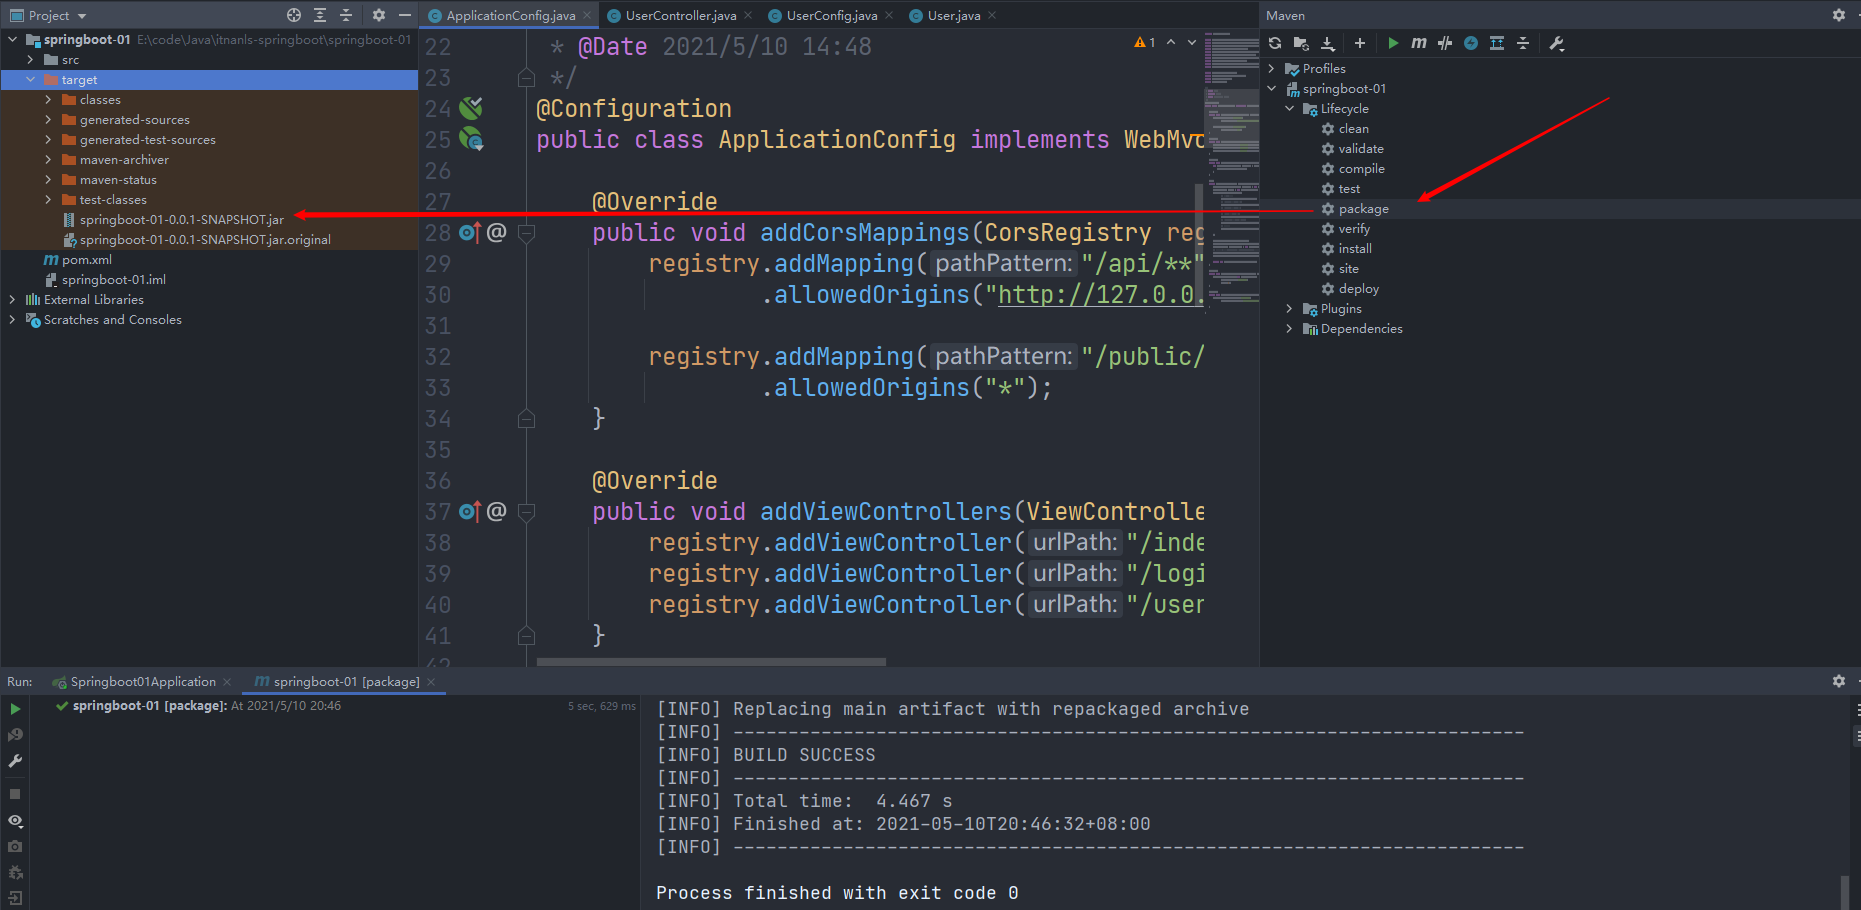 Project
springboot-01 E:\code\Java\itnanls-springboot\springboot-01
src
target
classes
generated-sources
generated-test-sources
maven-archiver
maven-status
test-classes
springboot-01-0.0.1-SNAPSHOT.jar
springboot-01-0.0.1-SNAPSHOT.jar.original
pom.xml
springboot-01.iml
External Libraries
Scratches and Consoles
ApplicationConfig.java UserController.java UserConfig.java User.java
1
22 * @Date 2021/5/10 14:48
23 */
24 @Configuration
25 public class ApplicationConfig implements WebMvc
26
27 @Override
28 public void addCorsMappings(CorsRegistry reg
29 registry.addMapping( pathPattern: "/api/**"
30 .allowedOrigins("http://127.0.0.
31
32 registry.addMapping( pathPattern: "/public/
33 .allowedOrigins("*");
34 }
35
36 @Override
37 public void addViewControllers(ViewControlle
38 registry.addViewController( urlPath: "/inde
39 registry.addViewController( urlPath: "/logi
40 registry.addViewController( urlPath: "/user
41 }
42
Maven
Profiles
springboot-01
Lifecycle
clean
validate
compile
test
package
verify
install
site
deploy
Plugins
Dependencies
Run: Springboot01Application springboot-01 [package]
springboot-01 [package]: At 2021/5/10 20:46 5 sec, 629 ms
[INFO] Replacing main artifact with repackaged archive
[INFO] ------------------------------------------------------------------------
[INFO] BUILD SUCCESS
[INFO] ------------------------------------------------------------------------
[INFO] Total time:  4.467 s
[INFO] Finished at: 2021-05-10T20:46:32+08:00
[INFO] ------------------------------------------------------------------------
Process finished with exit code 0